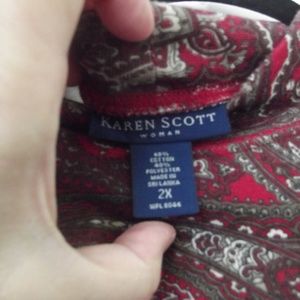 KAREN SCOTT
WOMAN
60%
COTTON
40%
POLYESTER
MADE IN
SRI LANKA
2X